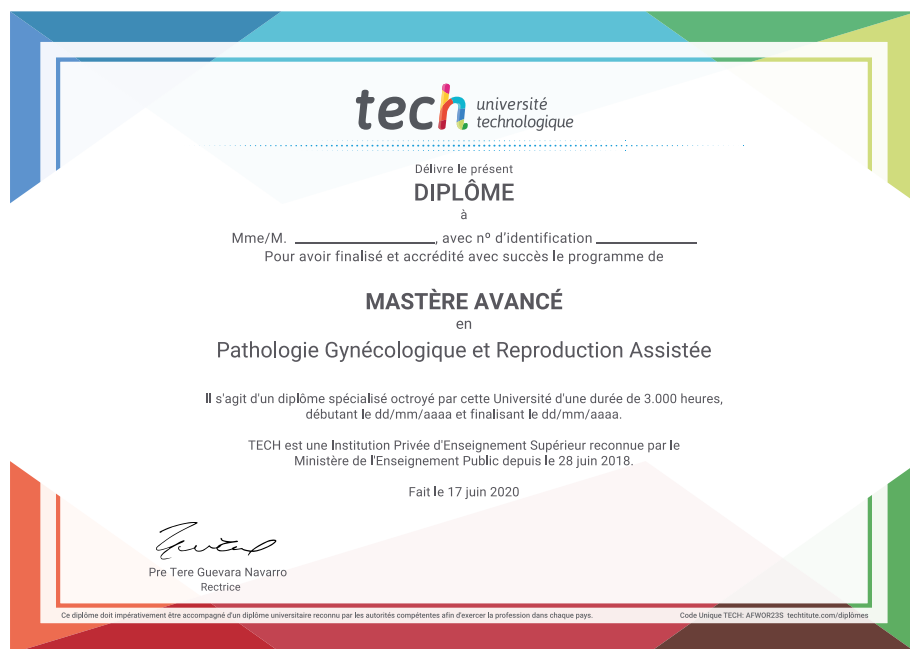 tech université
technologique
Délivre le présent
DIPLÔME
à
Mme/M. ____________________, avec nº d'identification ______________
Pour avoir finalisé et accrédité avec succès le programme de
MASTÈRE AVANCÉ
en
Pathologie Gynécologique et Reproduction Assistée
Il s'agit d'un diplôme spécialisé octroyé par cette Université d'une durée de 3.000 heures,
débutant le dd/mm/aaaa et finalisant le dd/mm/aaaa.
TECH est une Institution Privée d'Enseignement Supérieur reconnue par le
Ministère de l'Enseignement Public depuis le 28 juin 2018.
Fait le 17 juin 2020
Pre Tere Guevara Navarro
Rectrice
Ce diplôme doit impérativement être accompagné d'un diplôme universitaire reconnu par les autorités compétentes afin d'exercer la profession dans chaque pays.
Code Unique TECH: AFWOR23S techtitute.com/diplômes